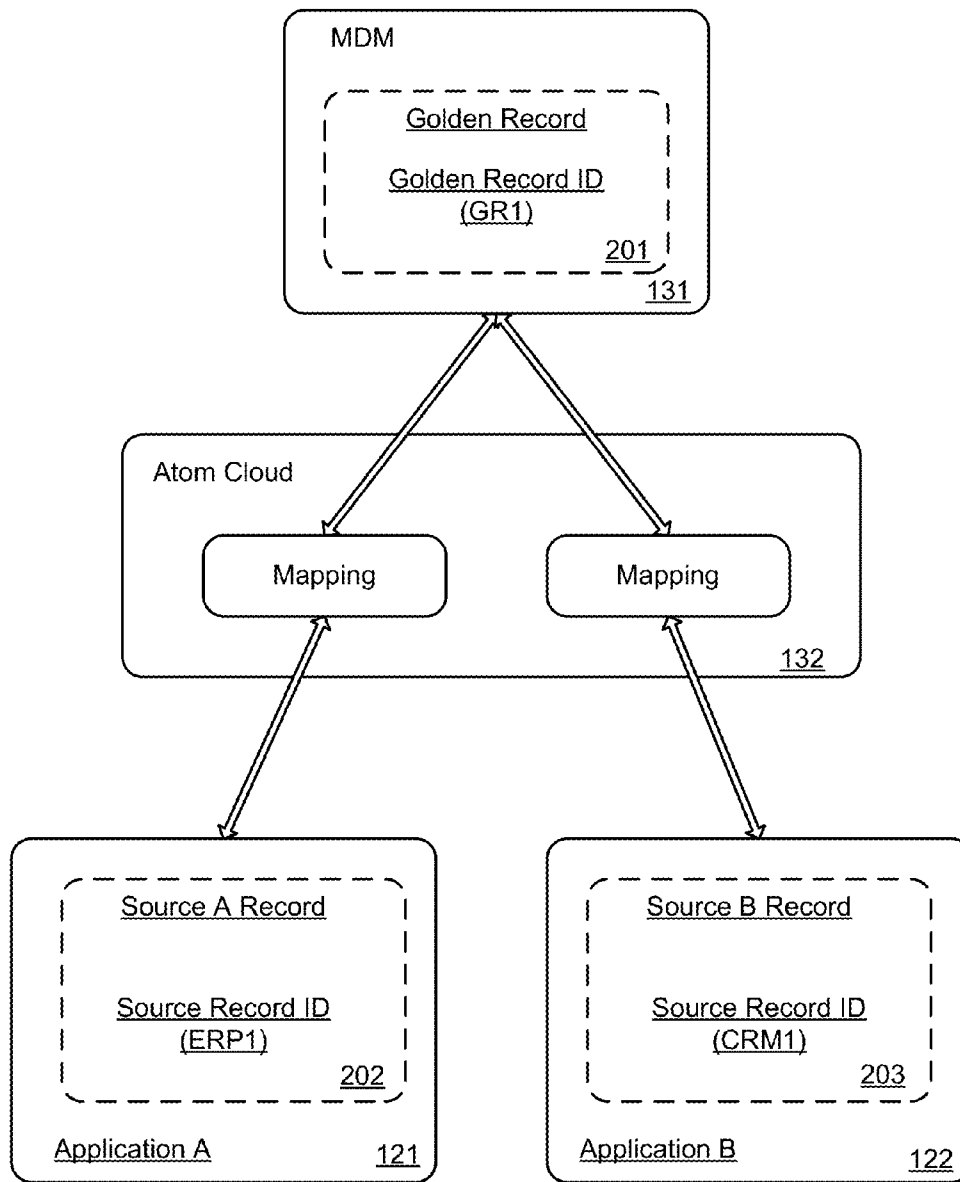 MDM
Golden Record
Golden Record ID
(GR1)
201
131
Atom Cloud
Mapping
Mapping
132
Source A Record
Source Record ID
(ERP1)
202
Application A
121
Source B Record
Source Record ID
(CRM1)
203
Application B
122